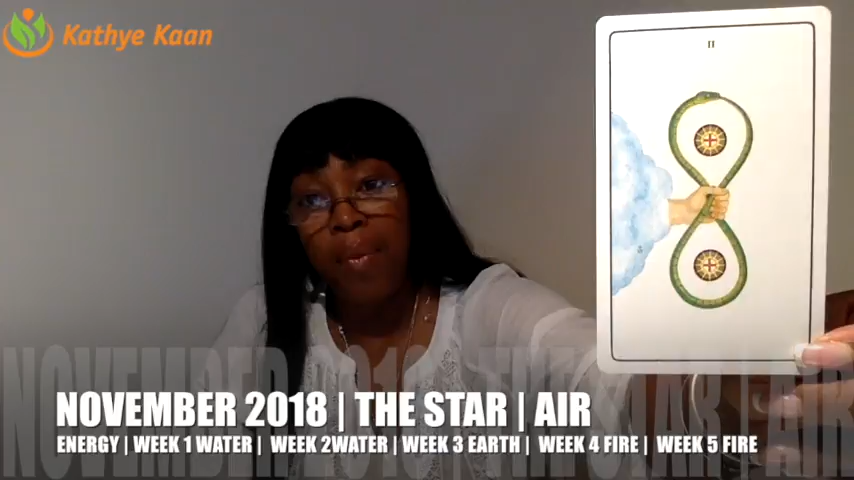 Kathye Kaan
II
NOVEMBER 2018 | THE STAR | AIR
ENERGY | WEEK 1 WATER | WEEK 2WATER | WEEK 3 EARTH | WEEK 4 FIRE | WEEK 5 FIRE